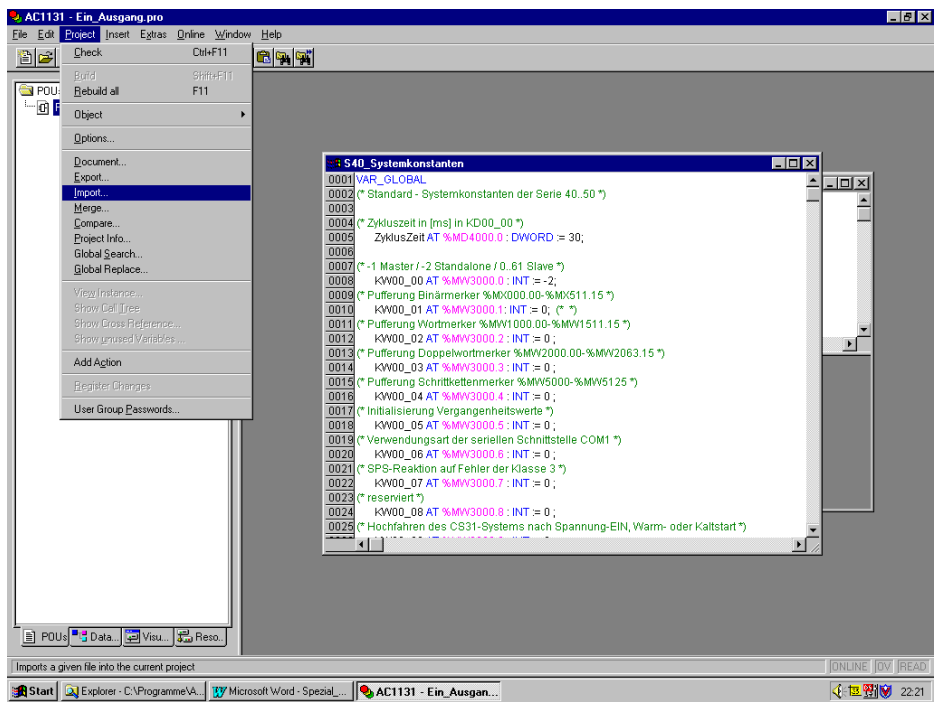 AC1131 - Ein_Ausgang.pro
File Edit Project Insert Extras Online Window Help
Check Ctrl+F11
Build Shift+F11
Rebuild all F11
Object
Options...
Document...
Export...
Import...
Merge...
Compare...
Project Info...
Global Search...
Global Replace...
View Instance...
Show Call Tree
Show Cross Reference...
Show unused Variables ...
Add Action
Register Changes
User Group Passwords...
POUs
S40_Systemkonstanten
0001 VAR_GLOBAL
0002 (* Standard - Systemkonstanten der Serie 40..50 *)
0003
0004 (* Zykluszeit in [ms] in KD00_00 *)
0005 ZyklusZeit AT %MD4000.0 : DWORD := 30;
0006
0007 (* -1 Master / -2 Standalone / 0..61 Slave *)
0008 KW00_00 AT %MW3000.0 : INT := -2;
0009 (* Pufferung Binärmerker %MX000.00-%MX511.15 *)
0010 KW00_01 AT %MW3000.1: INT := 0; (* *)
0011 (* Pufferung Wortmerker %MW1000.00-%MW1511.15 *)
0012 KW00_02 AT %MW3000.2 : INT := 0 ;
0013 (* Pufferung Doppelwortmerker %MW2000.00-%MW2063.15 *)
0014 KW00_03 AT %MW3000.3 : INT := 0 ;
0015 (* Pufferung Schrittkettenmerker %MW5000-%MW5125 *)
0016 KW00_04 AT %MW3000.4 : INT := 0 ;
0017 (* Initialisierung Vergangenheitswerte *)
0018 KW00_05 AT %MW3000.5 : INT := 0 ;
0019 (* Verwendungsart der seriellen Schnittstelle COM1 *)
0020 KW00_06 AT %MW3000.6 : INT := 0 ;
0021 (* SPS-Reaktion auf Fehler der Klasse 3 *)
0022 KW00_07 AT %MW3000.7 : INT := 0 ;
0023 (* reserviert *)
0024 KW00_08 AT %MW3000.8 : INT := 0 ;
0025 (* Hochfahren des CS31-Systems nach Spannung-EIN, Warm- oder Kaltstart *)
POUs Data... Visu... Reso..
Imports a given file into the current project ONLINE OV READ
Start Explorer - C:\Programme\A... Microsoft Word - Spezial_... AC1131 - Ein_Ausgan... 22:21